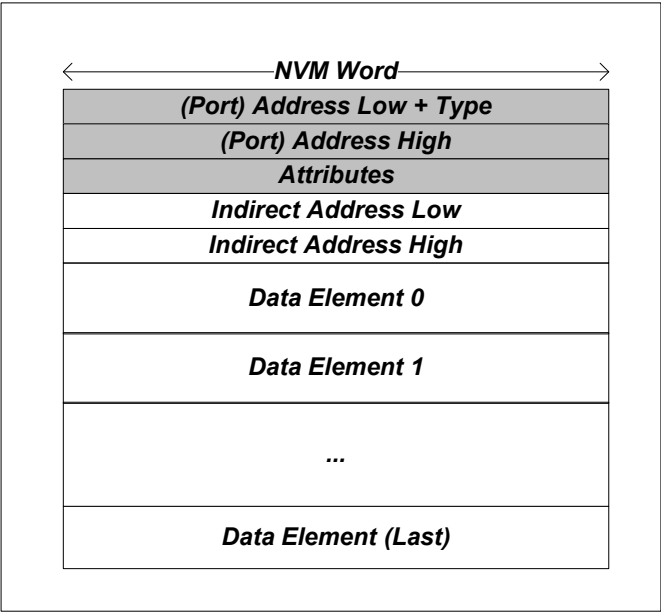 NVM Word
(Port) Address Low + Type
(Port) Address High
Attributes
Indirect Address Low
Indirect Address High
Data Element 0
Data Element 1
...
Data Element (Last)